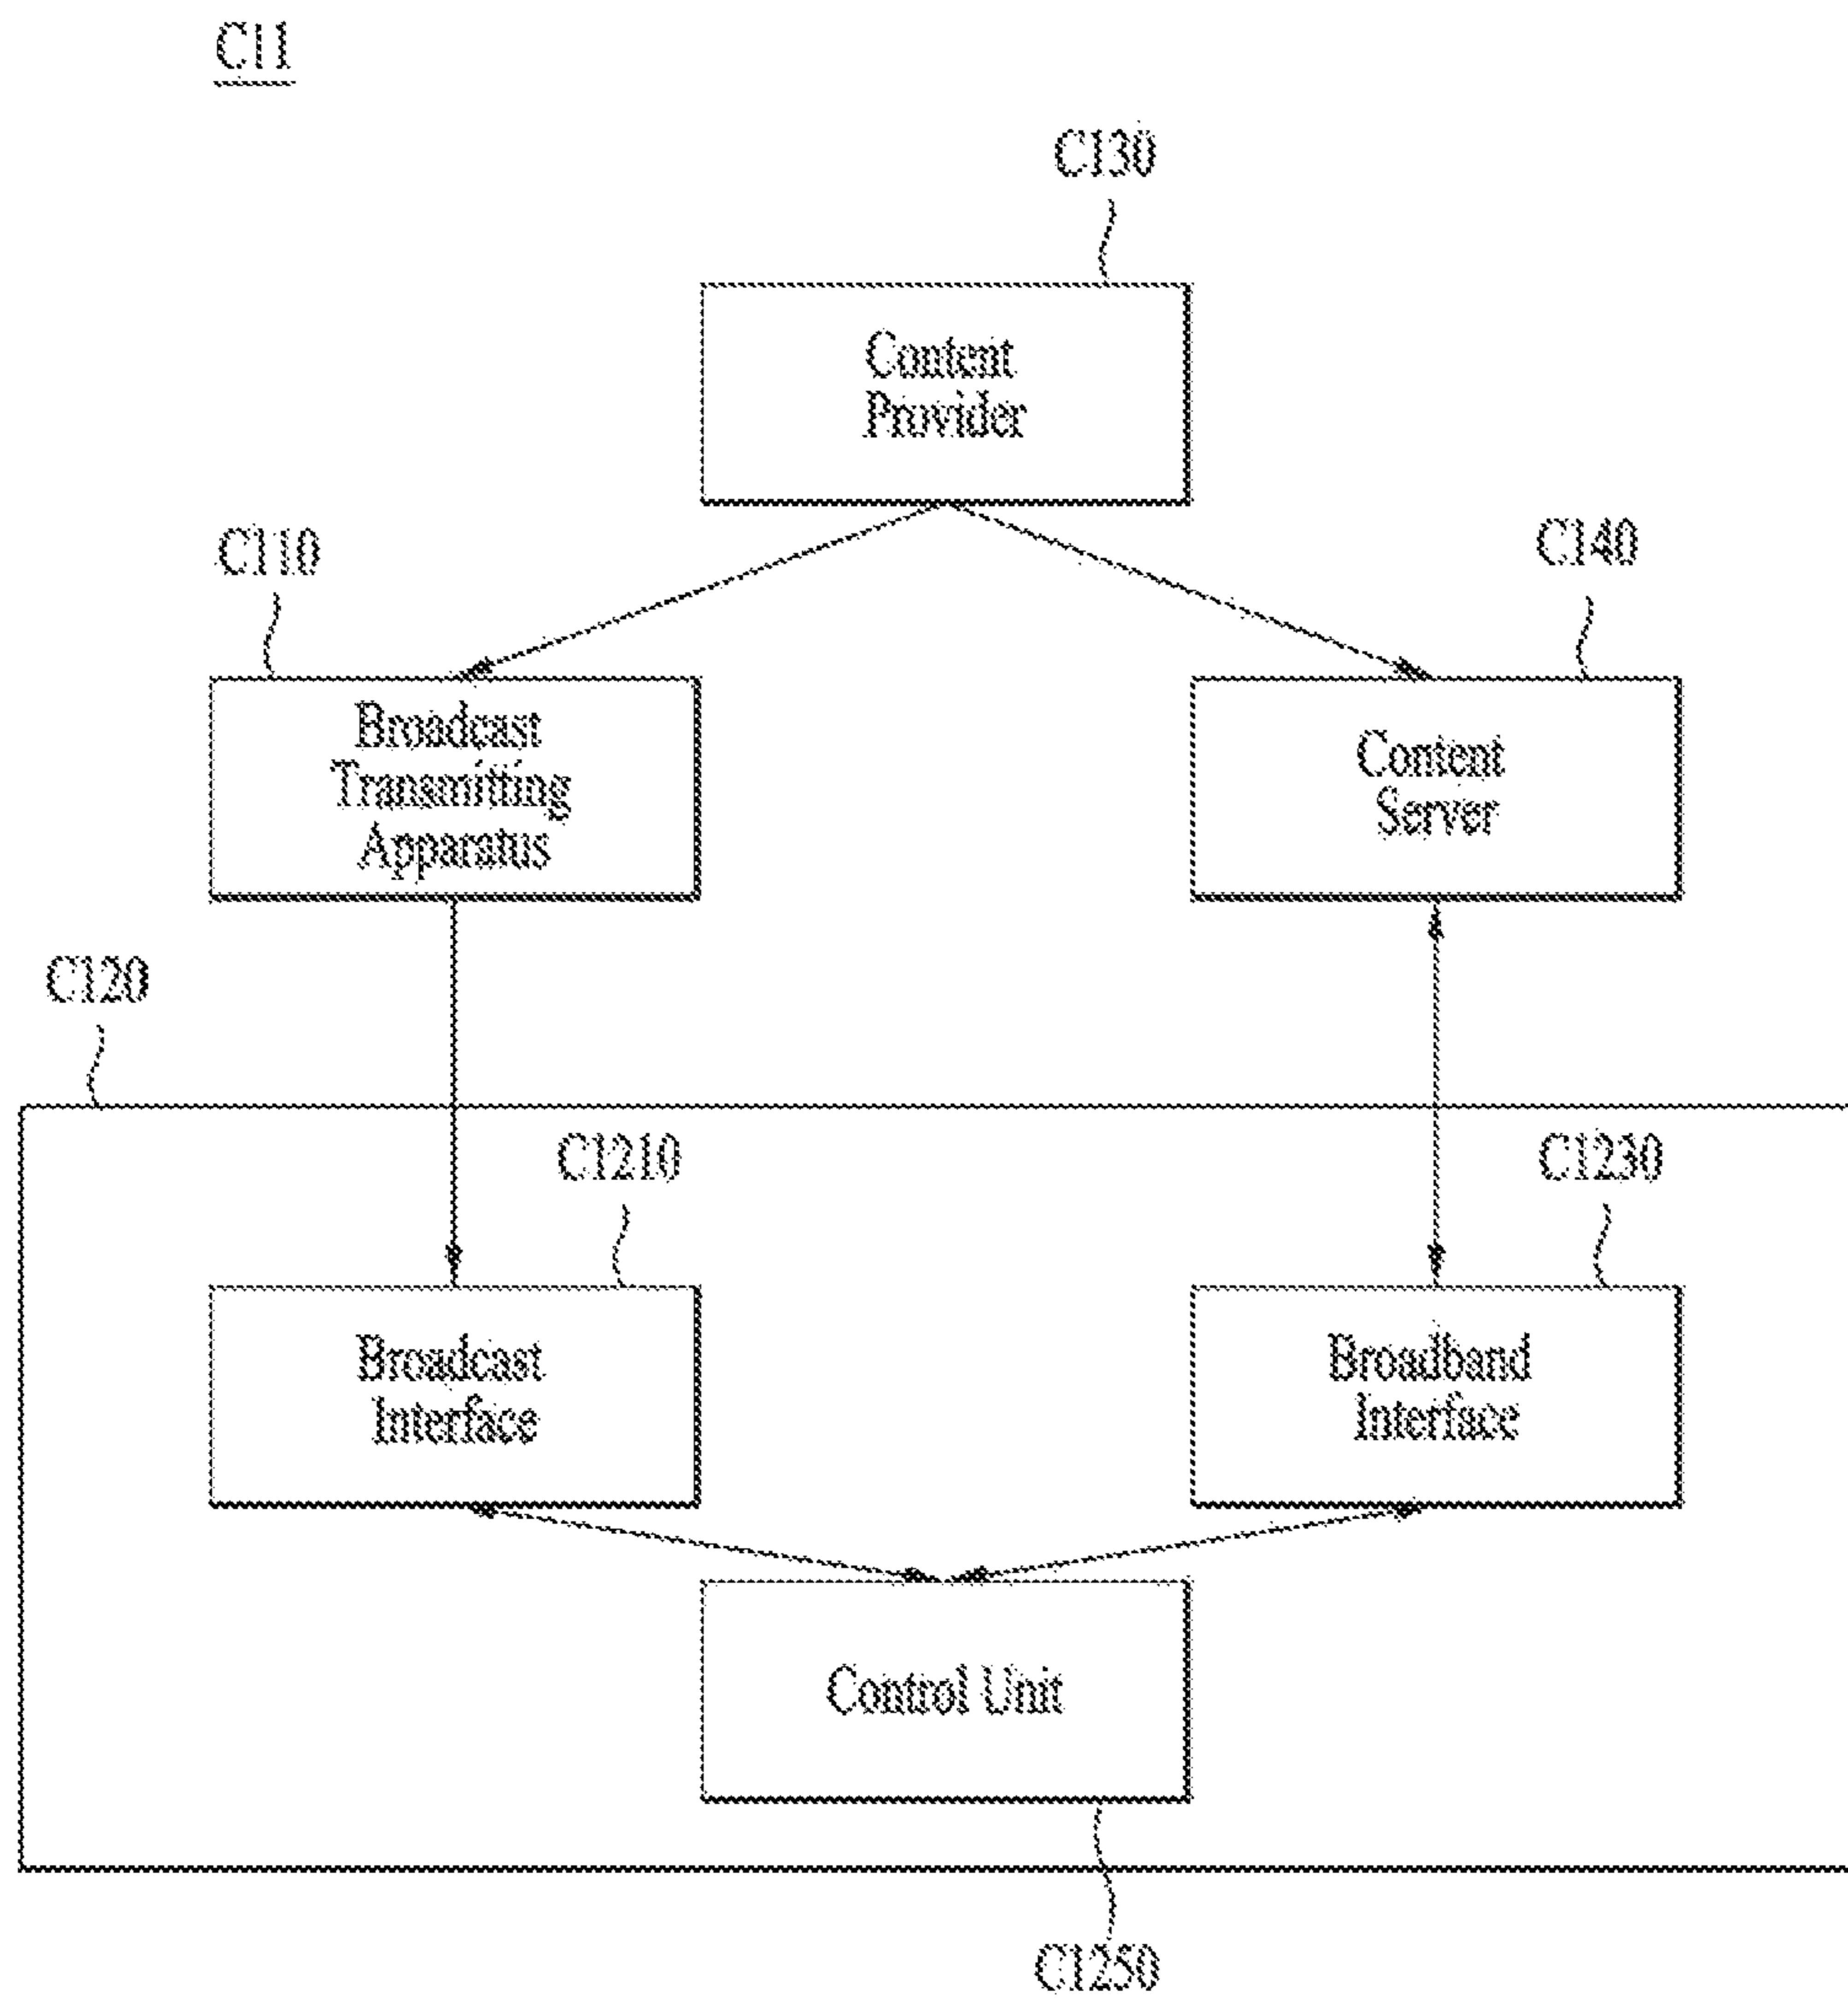 C11
C130
Content
Provider
C110
C140
Broadcast
Transmitting
Apparatus
Content
Server
C120
C1210
C1230
Broadcast
Interface
Broadband
Interface
Control Unit
C1250